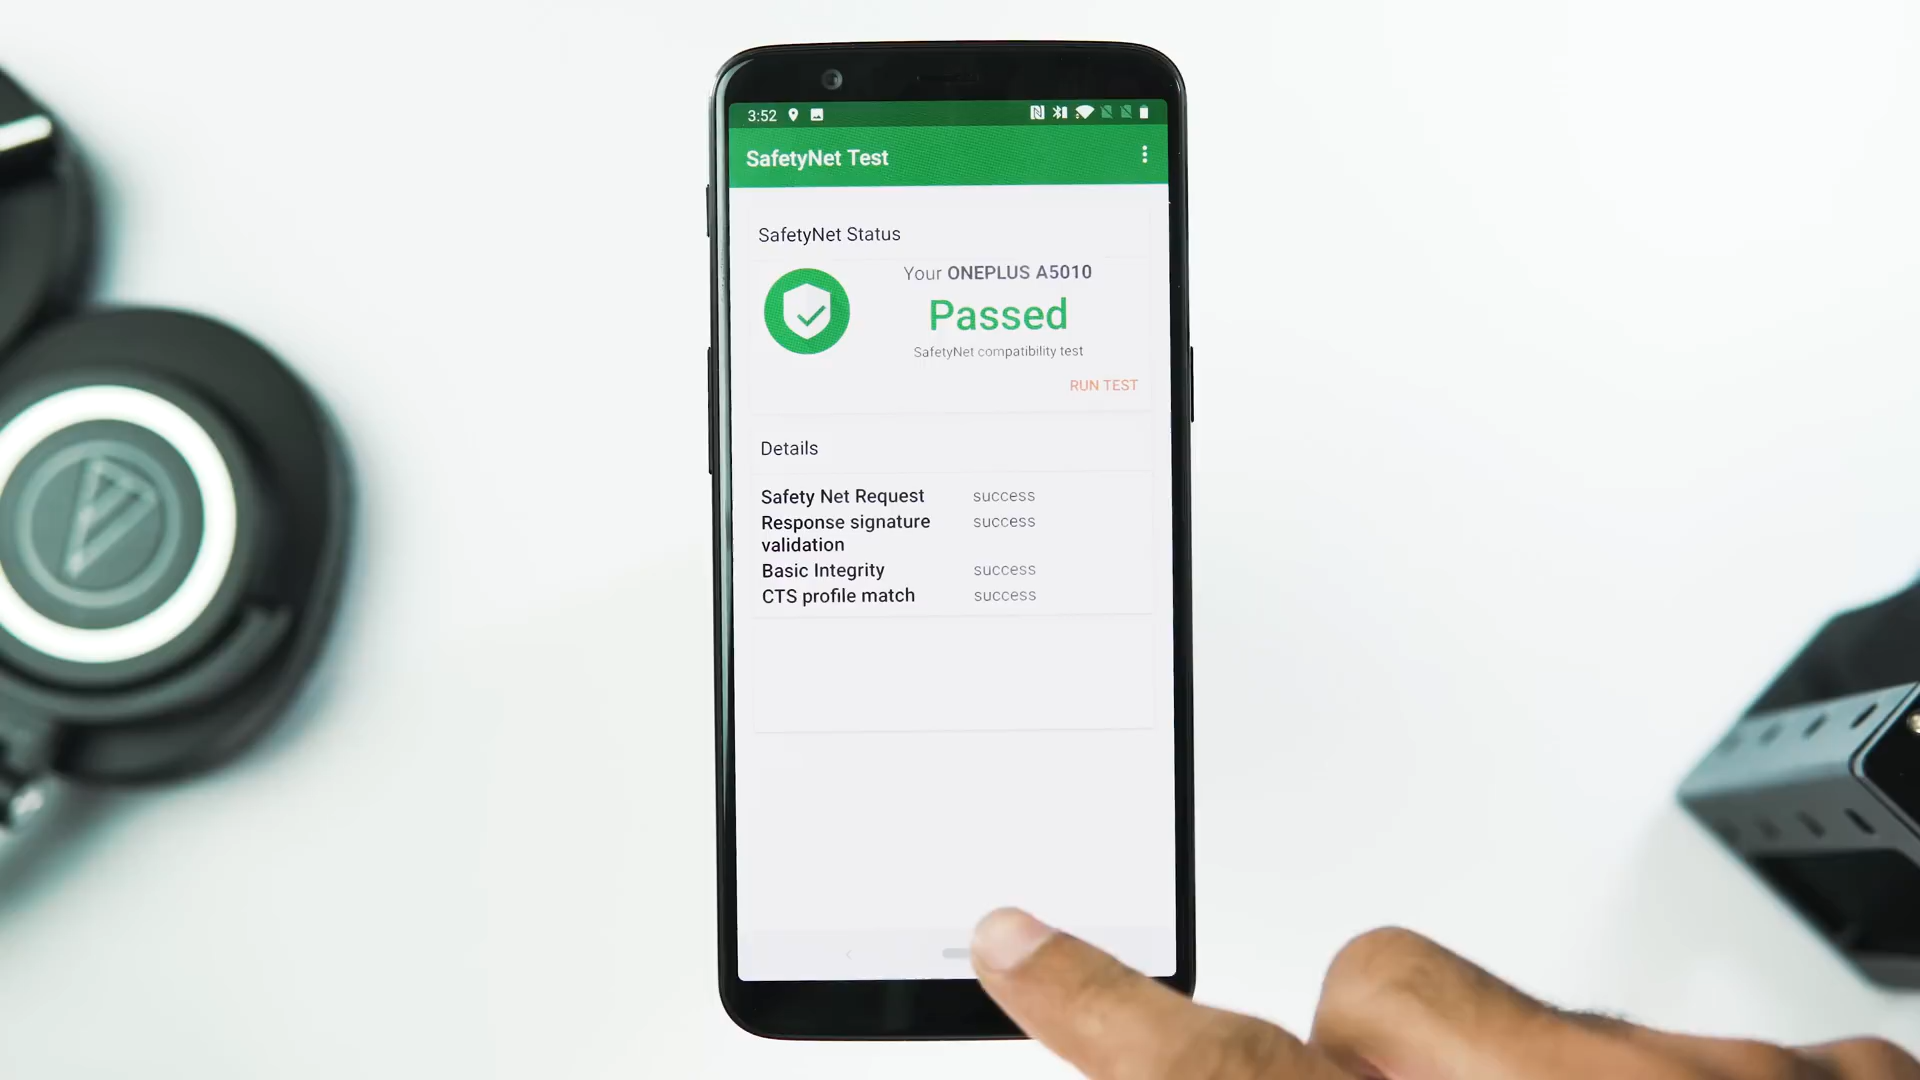 3:52
SafetyNet Test
SafetyNet Status
Your ONEPLUS A5010
Passed
SafetyNet compatibility test
RUN TEST
Details
Safety Net Request success
Response signature success
validation
Basic Integrity success
CTS profile match success